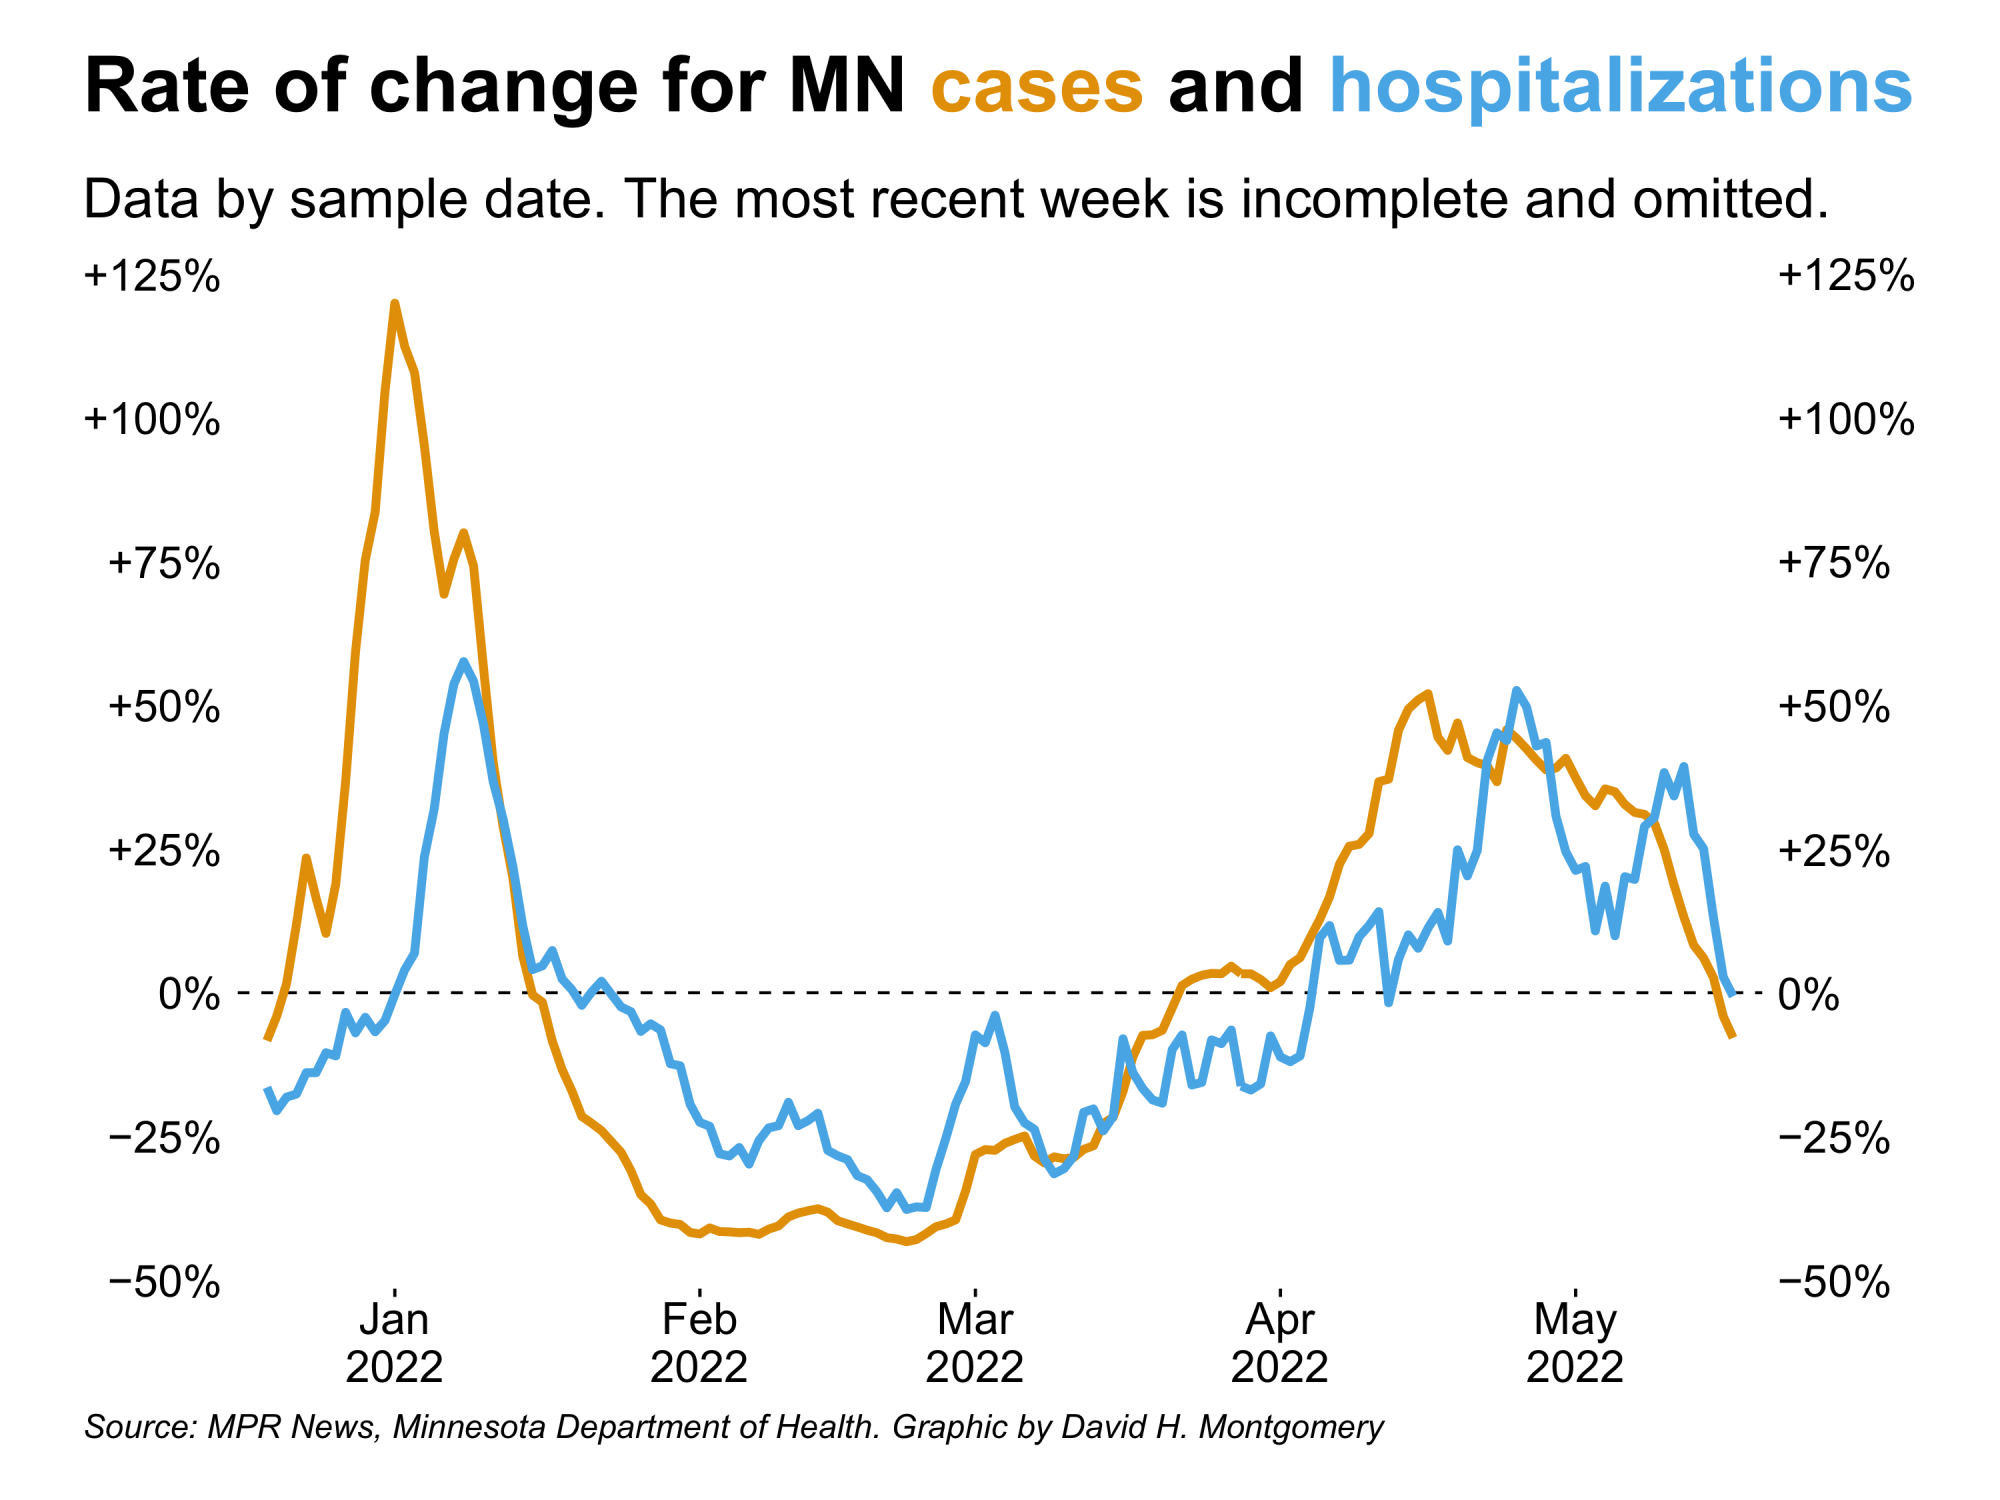 Rate of change for MN cases and hospitalizations
Data by sample date. The most recent week is incomplete and omitted.
+125% +125%
+100% +100%
+75% +75%
+50% +50%
+25% +25%
0% 0%
−25% −25%
−50% −50%
Jan Feb Mar Apr May
2022 2022 2022 2022 2022
Source: MPR News, Minnesota Department of Health. Graphic by David H. Montgomery